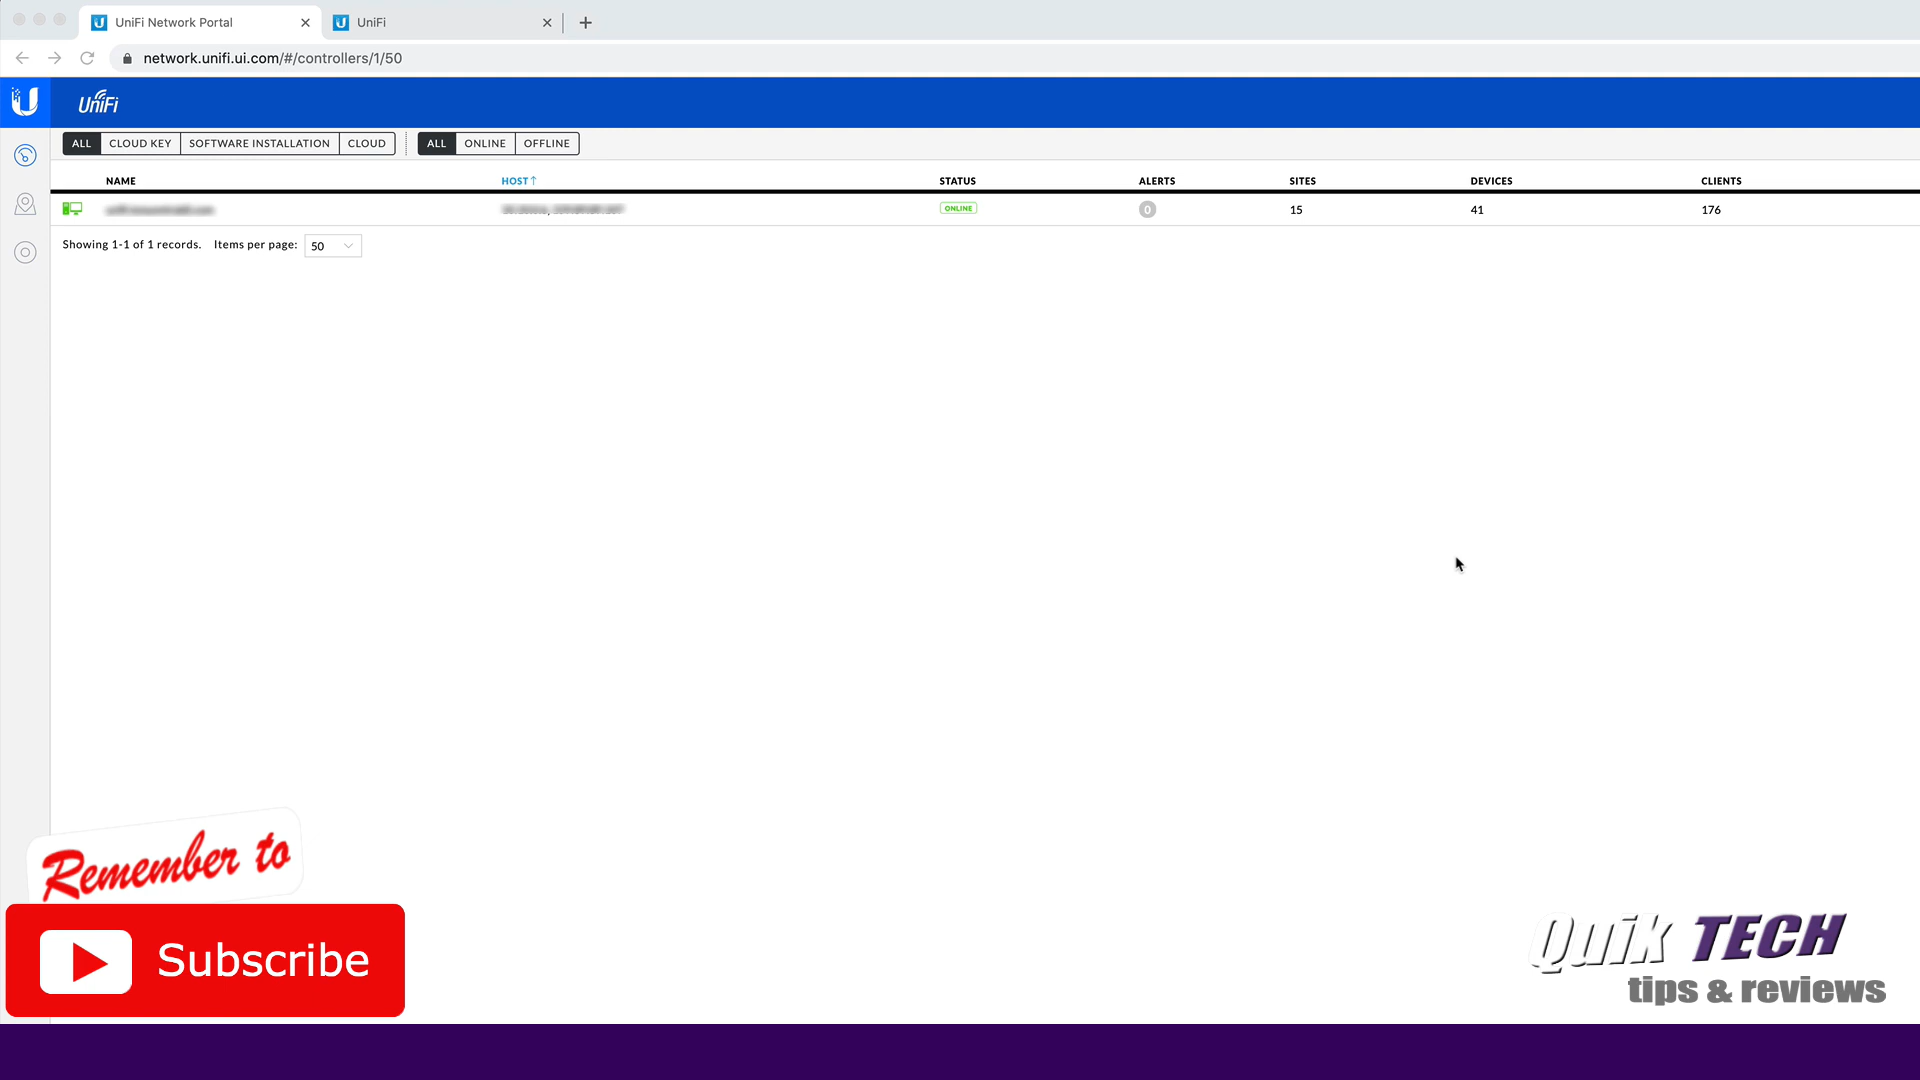 UniFi Network Portal
UniFi
network.unifi.ui.com/#/controllers/1/50
UniFi
ALL CLOUD KEY SOFTWARE INSTALLATION CLOUD ALL ONLINE OFFLINE
NAME HOST↑ STATUS ALERTS SITES DEVICES CLIENTS
ONLINE 0 15 41 176
Showing 1-1 of 1 records. Items per page: 50
Remember to
Subscribe
Quik TECH
tips & reviews